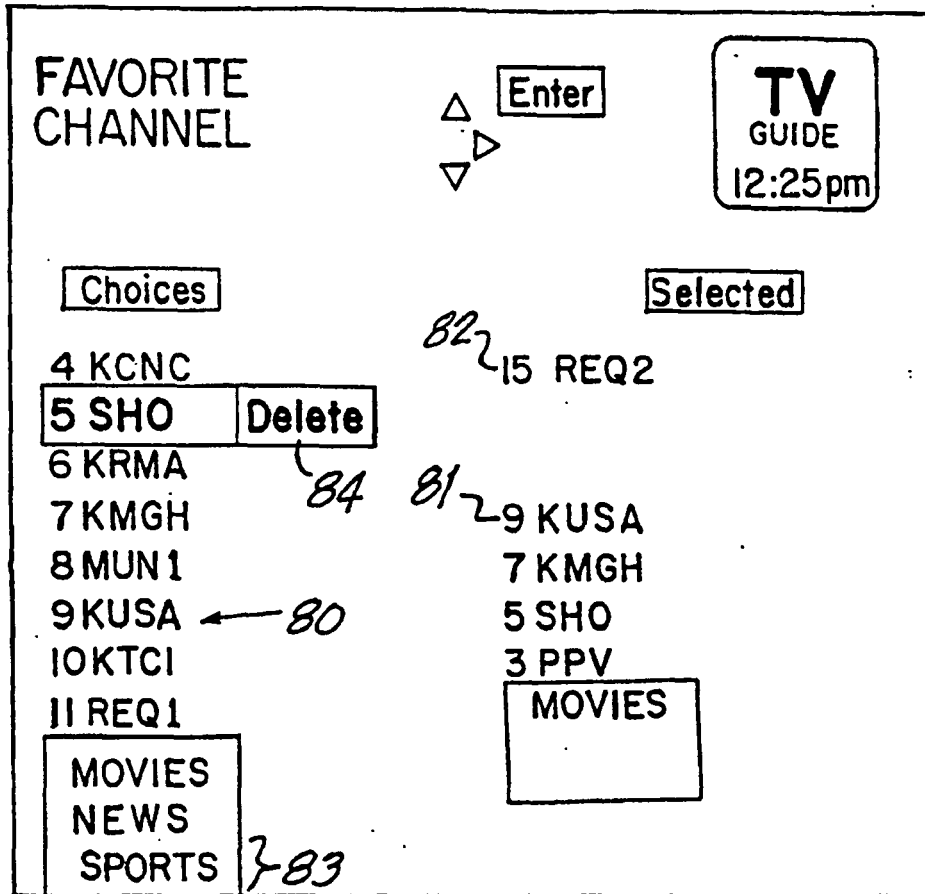 FAVORITE
CHANNEL
Enter
TV
GUIDE
12:25pm
Choices
Selected
4 KCNC
5 SHO Delete
6 KRMA
7 KMGH
8 MUN1
9 KUSA
10 KTCI
11 REQ1
MOVIES
NEWS
SPORTS
82
15 REQ2
84
81
9 KUSA
7 KMGH
5 SHO
3 PPV
MOVIES
80
83